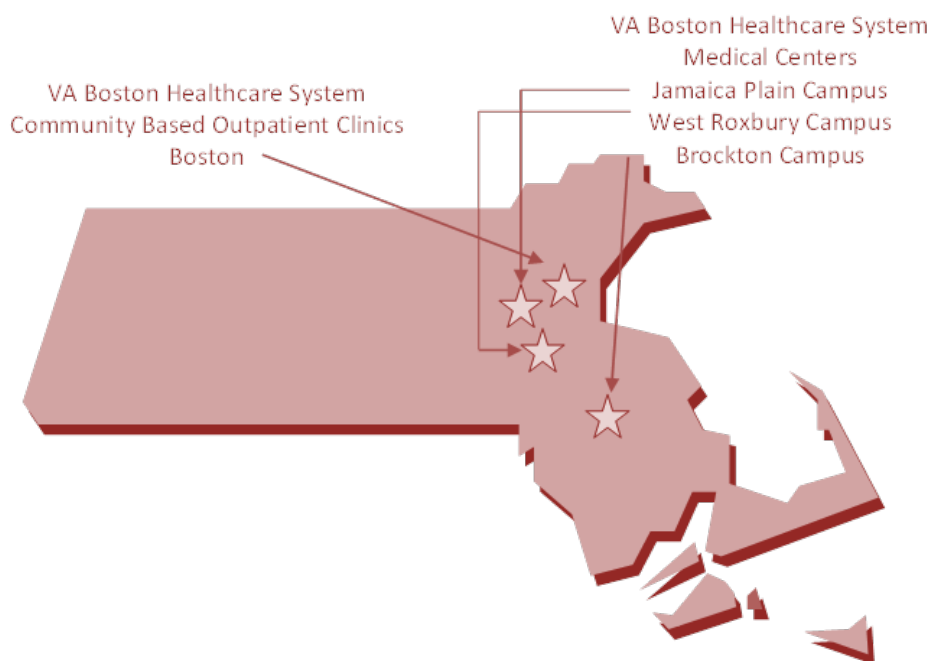 VA Boston Healthcare System
Community Based Outpatient Clinics
Boston
VA Boston Healthcare System
Medical Centers
Jamaica Plain Campus
West Roxbury Campus
Brockton Campus